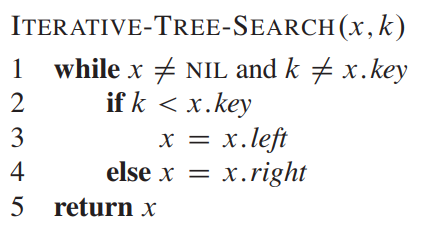 ITERATIVE-TREE-SEARCH(x, k)
1 while x ≠ NIL and k ≠ x.key
2 if k < x.key
3 x = x.left
4 else x = x.right
5 return x